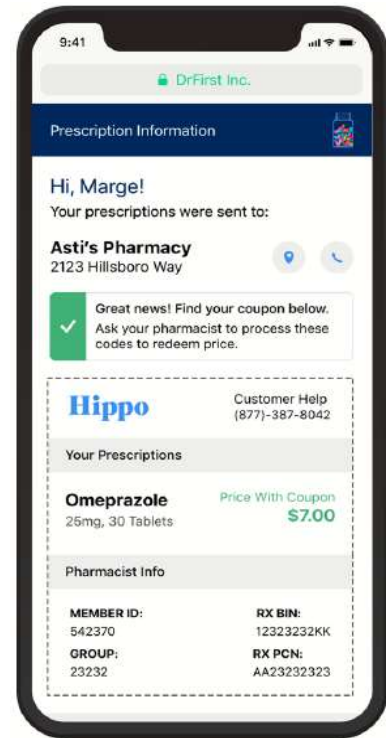 9:41
DrFirst Inc.
Prescription Information
Hi, Marge!
Your prescriptions were sent to:
Asti's Pharmacy
2123 Hillsboro Way
Great news! Find your coupon below.
Ask your pharmacist to process these
codes to redeem price.
Hippo
Customer Help
(877)-387-8042
Your Prescriptions
Omeprazole
25mg, 30 Tablets
Price With Coupon
$7.00
Pharmacist Info
MEMBER ID:
542370
RX BIN:
12323232KK
GROUP:
23232
RX PCN:
AA23232323